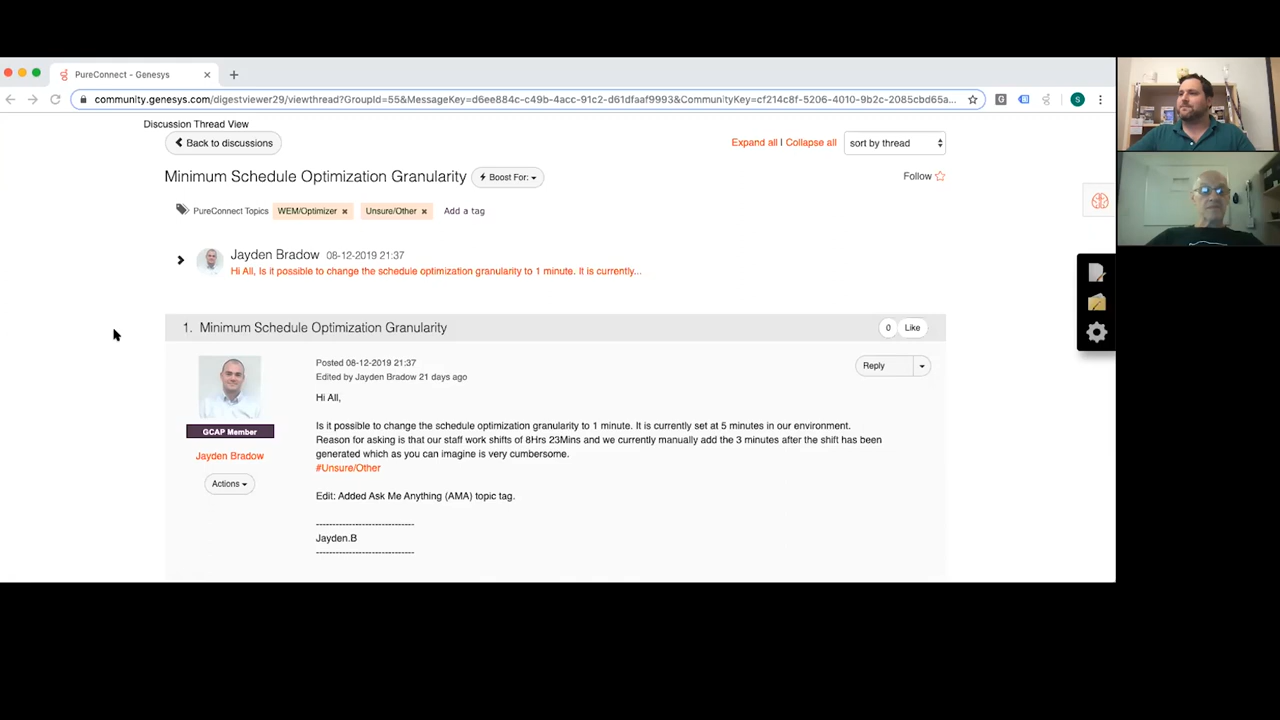 PureConnect - Genesys
community.genesys.com/digestviewer29/viewthread?GroupId=55&MessageKey=d6ee884c-c49b-4acc-91c2-d61dfaaf9993&CommunityKey=cf214c8f-5206-4010-9b2c-2085cbd65a...
S
Discussion Thread View
Back to discussions
Expand all | Collapse all
sort by thread
Minimum Schedule Optimization Granularity
Boost For:
Follow
PureConnect Topics
WEM/Optimizer ×
Unsure/Other ×
Add a tag
Jayden Bradow 08-12-2019 21:37
Hi All, Is it possible to change the schedule optimization granularity to 1 minute. It is currently...
1. Minimum Schedule Optimization Granularity
0 Like
Posted 08-12-2019 21:37
Edited by Jayden Bradow 21 days ago
Reply
Hi All,
Is it possible to change the schedule optimization granularity to 1 minute. It is currently set at 5 minutes in our environment.
Reason for asking is that our staff work shifts of 8Hrs 23Mins and we currently manually add the 3 minutes after the shift has been
generated which as you can imagine is very cumbersome.
#Unsure/Other
GCAP Member
Jayden Bradow
Actions
Edit: Added Ask Me Anything (AMA) topic tag.
-----------------------------
Jayden.B
-----------------------------